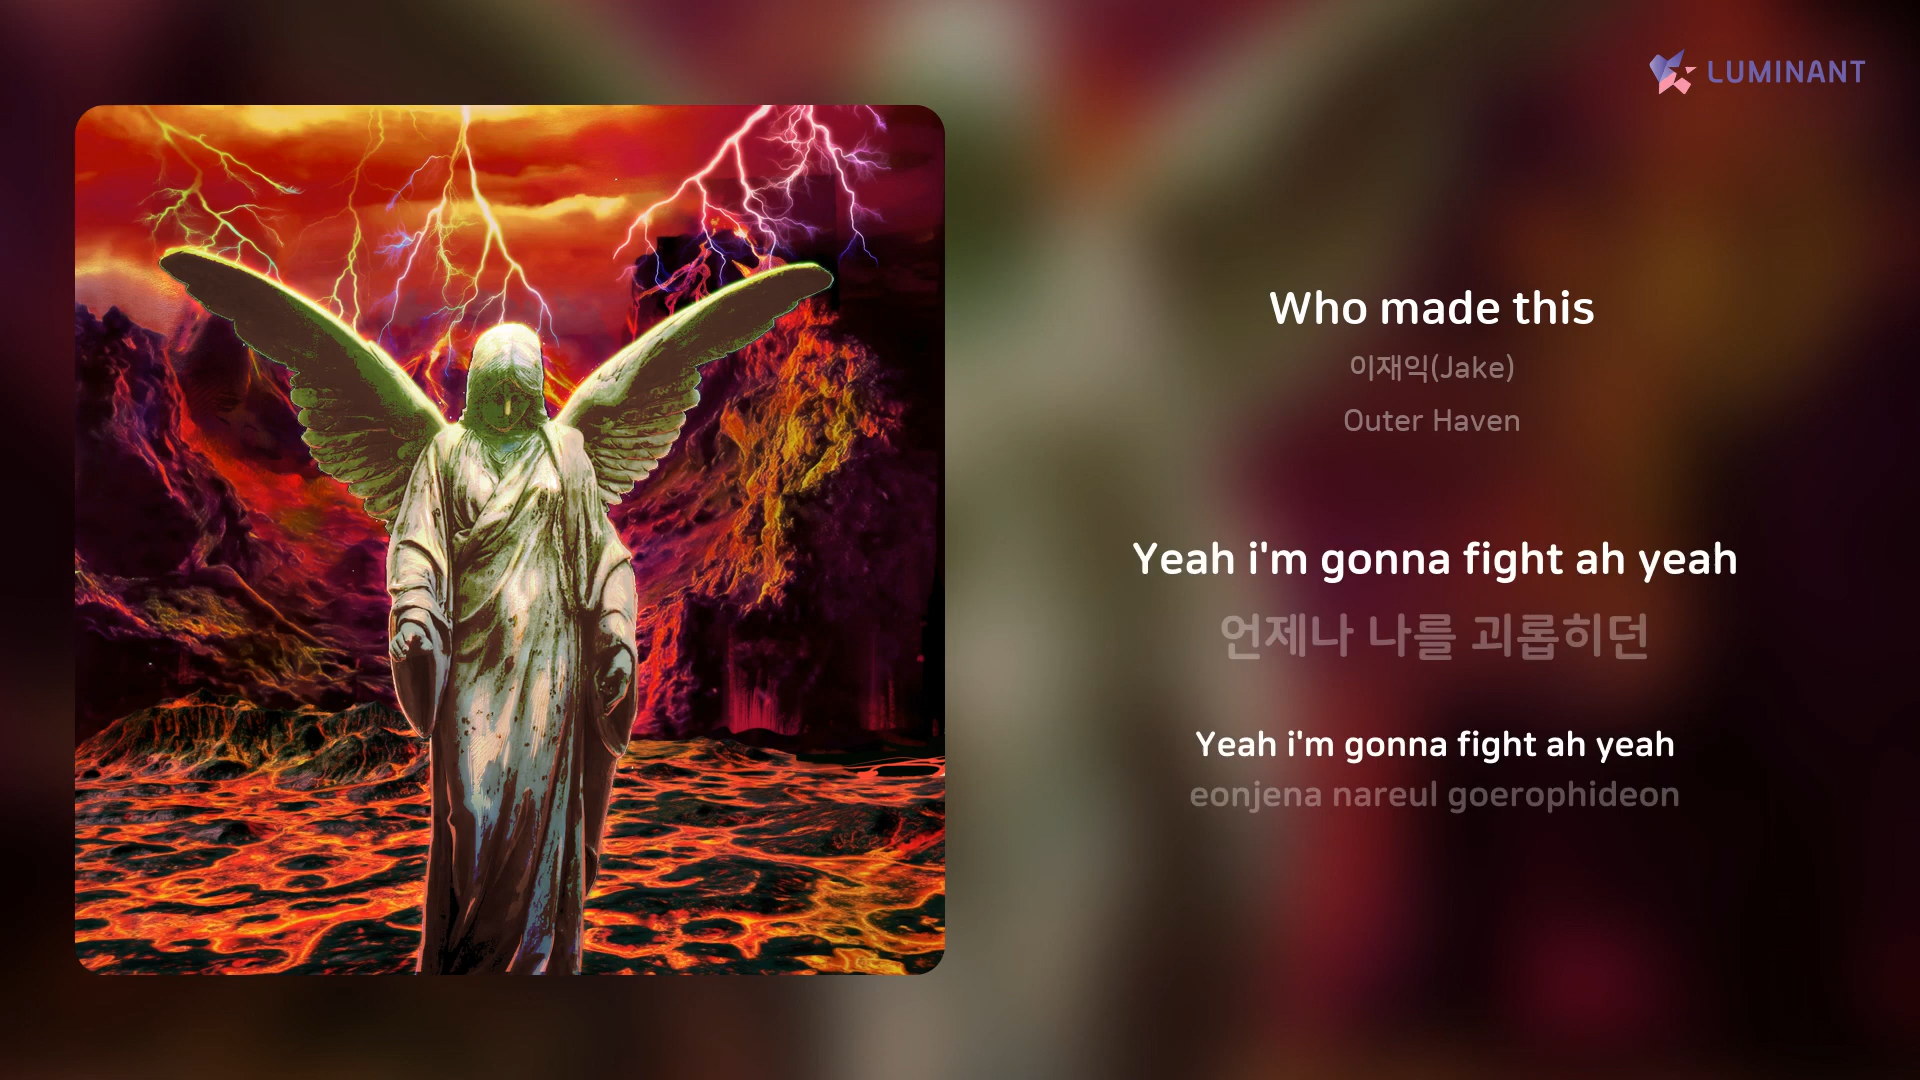 LUMINANT
Who made this
이재익(Jake)
Outer Haven
Yeah i'm gonna fight ah yeah
언제나 나를 괴롭히던
Yeah i'm gonna fight ah yeah
eonjena nareul goerophideon